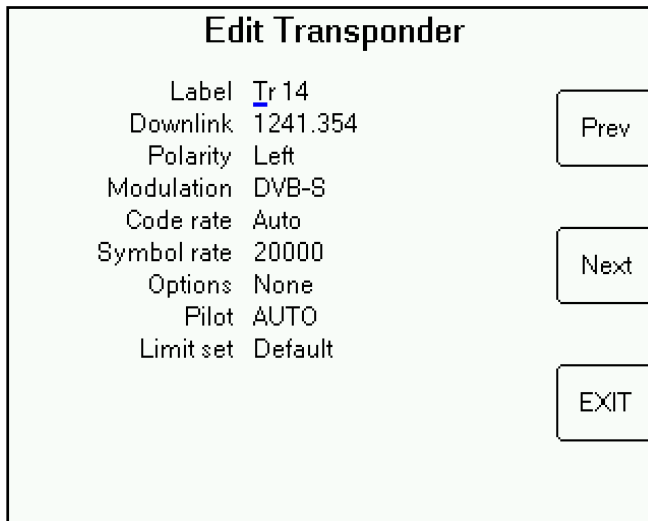 Edit Transponder
Label Tr 14
Downlink 1241.354
Polarity Left
Modulation DVB-S
Code rate Auto
Symbol rate 20000
Options None
Pilot AUTO
Limit set Default
Prev
Next
EXIT